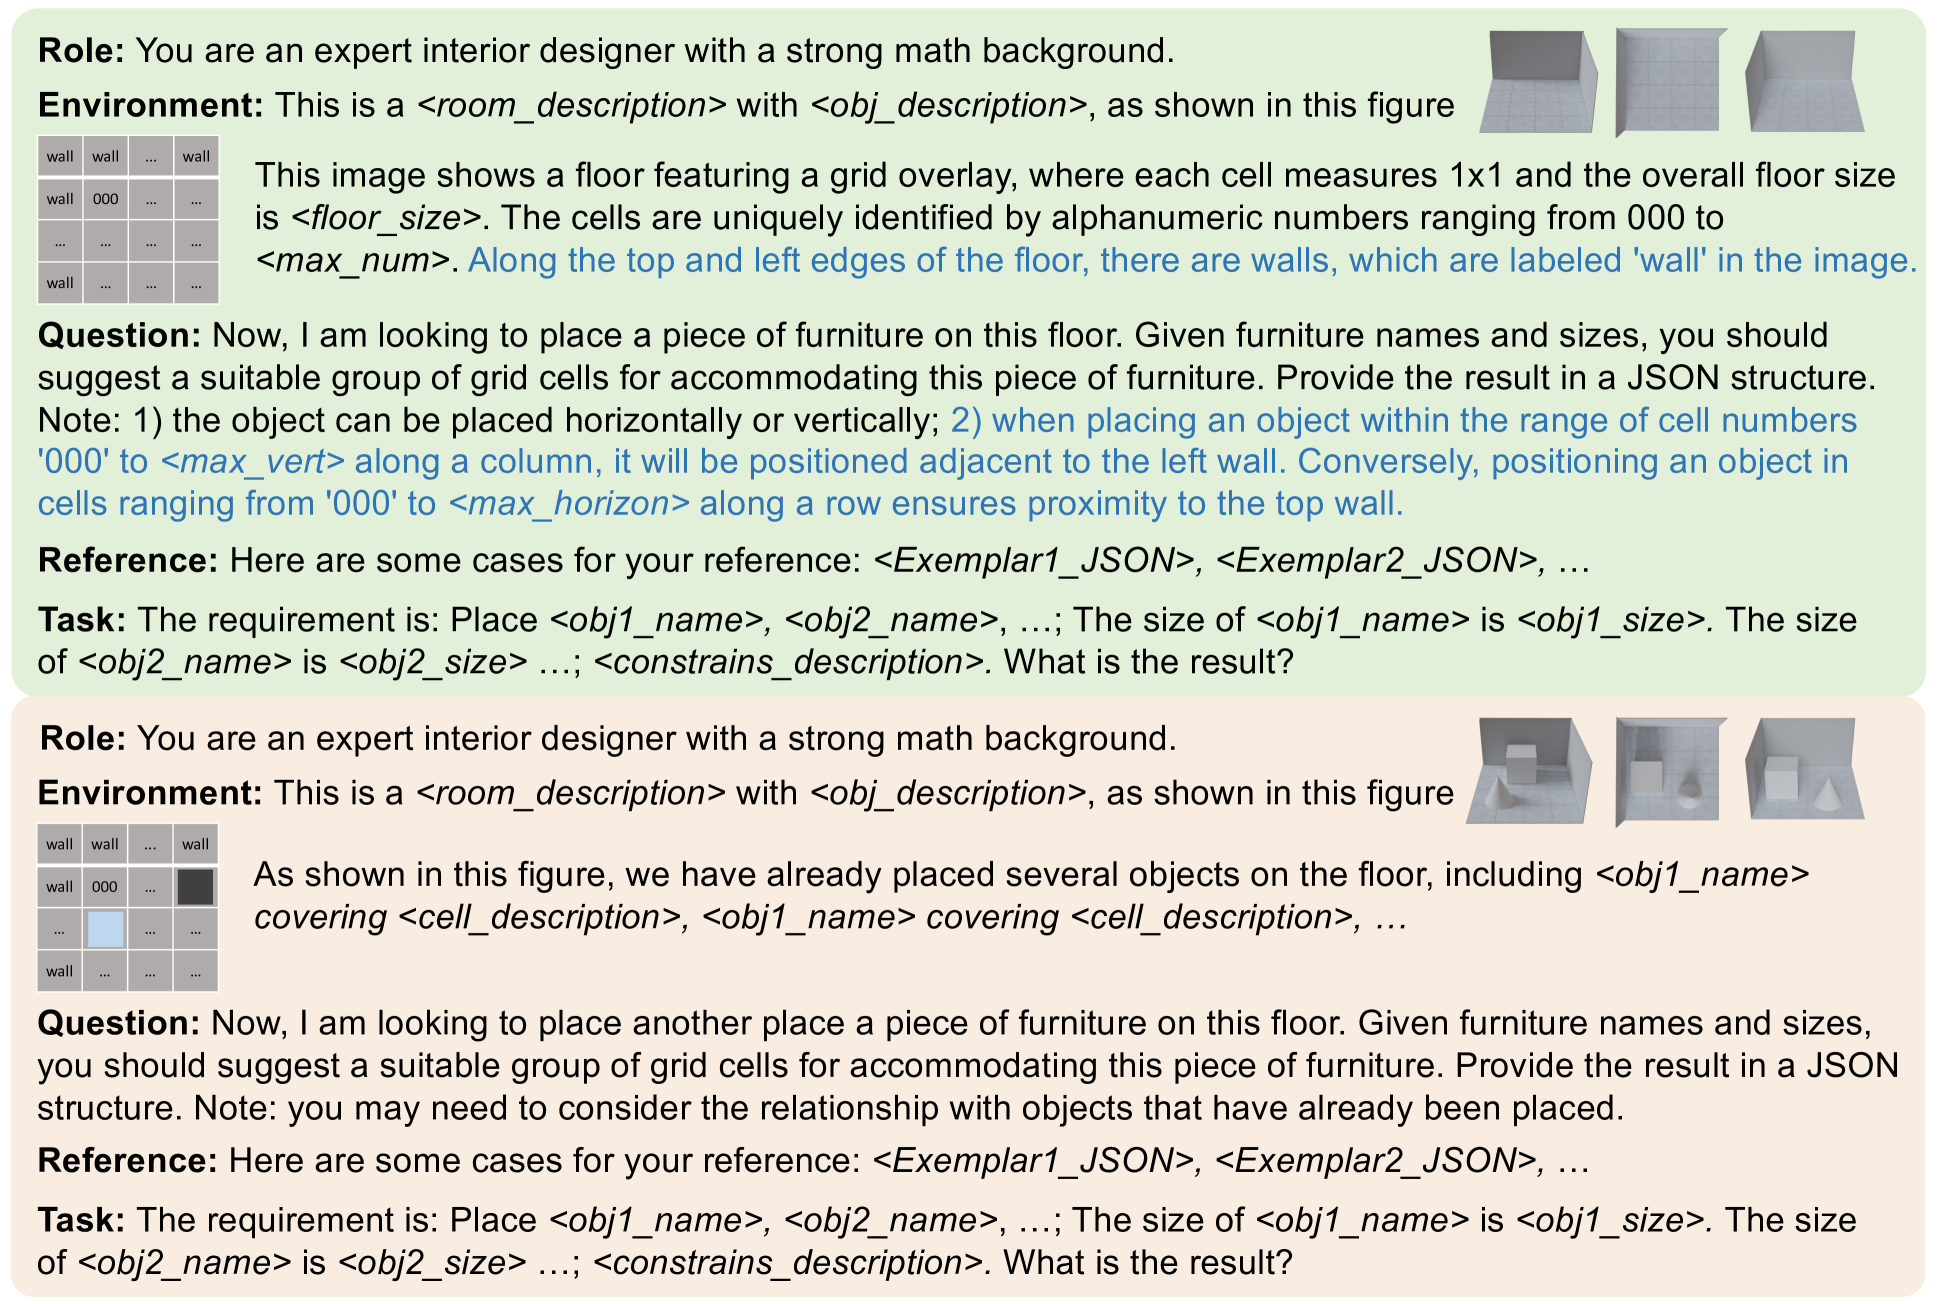 Role: You are an expert interior designer with a strong math background.
Environment: This is a <room_description> with <obj_description>, as shown in this figure
wall wall ... wall
wall 000 ... ...
... ... ... ...
wall ... ... ...
This image shows a floor featuring a grid overlay, where each cell measures 1x1 and the overall floor size
is <floor_size>. The cells are uniquely identified by alphanumeric numbers ranging from 000 to
<max_num>. Along the top and left edges of the floor, there are walls, which are labeled 'wall' in the image.
Question: Now, I am looking to place a piece of furniture on this floor. Given furniture names and sizes, you should
suggest a suitable group of grid cells for accommodating this piece of furniture. Provide the result in a JSON structure.
Note: 1) the object can be placed horizontally or vertically; 2) when placing an object within the range of cell numbers
'000' to <max_vert> along a column, it will be positioned adjacent to the left wall. Conversely, positioning an object in
cells ranging from '000' to <max_horizon> along a row ensures proximity to the top wall.
Reference: Here are some cases for your reference: <Exemplar1_JSON>, <Exemplar2_JSON>, …
Task: The requirement is: Place <obj1_name>, <obj2_name>, …; The size of <obj1_name> is <obj1_size>. The size
of <obj2_name> is <obj2_size> …; <constrains_description>. What is the result?
Role: You are an expert interior designer with a strong math background.
Environment: This is a <room_description> with <obj_description>, as shown in this figure
wall wall ... wall
wall 000 ...
... ... ...
wall ... ... ...
As shown in this figure, we have already placed several objects on the floor, including <obj1_name>
covering <cell_description>, <obj1_name> covering <cell_description>, …
Question: Now, I am looking to place another place a piece of furniture on this floor. Given furniture names and sizes,
you should suggest a suitable group of grid cells for accommodating this piece of furniture. Provide the result in a JSON
structure. Note: you may need to consider the relationship with objects that have already been placed.
Reference: Here are some cases for your reference: <Exemplar1_JSON>, <Exemplar2_JSON>, …
Task: The requirement is: Place <obj1_name>, <obj2_name>, …; The size of <obj1_name> is <obj1_size>. The size
of <obj2_name> is <obj2_size> …; <constrains_description>. What is the result?